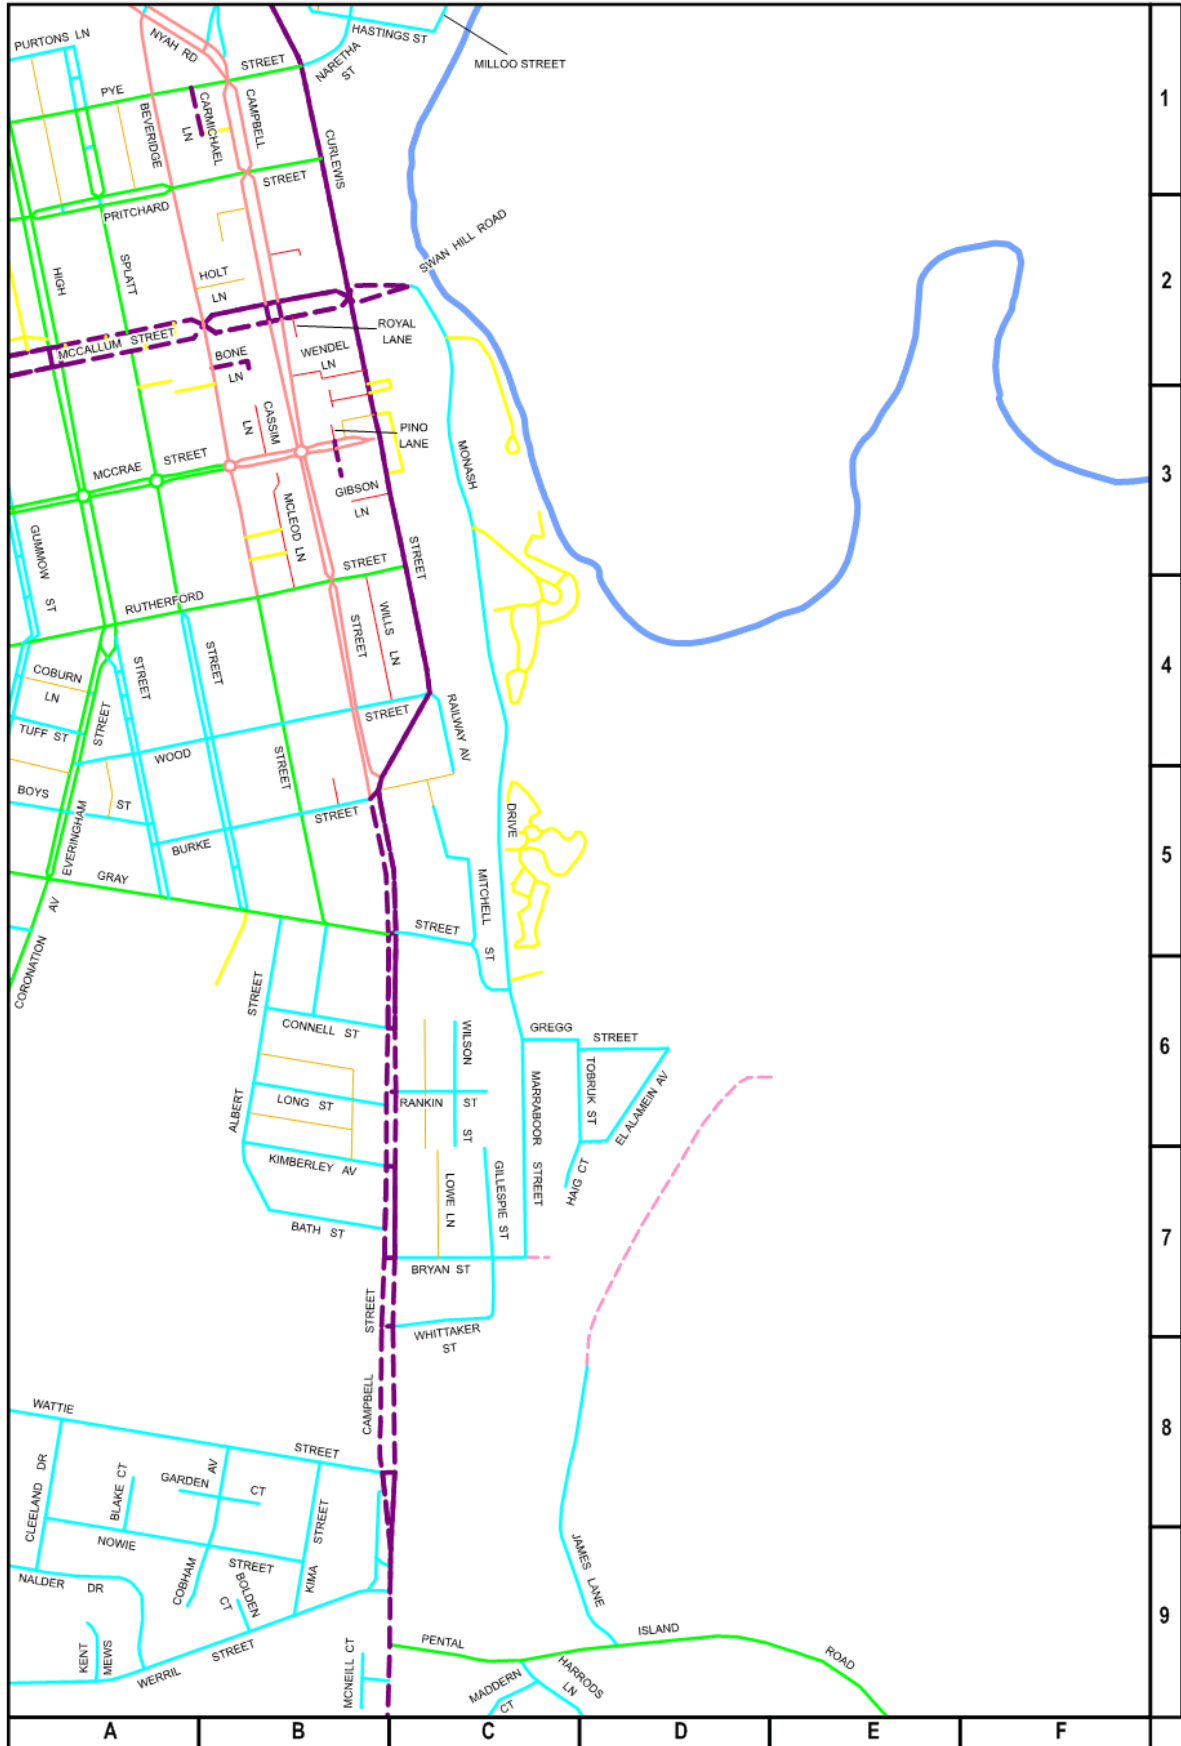 PURTONS LN
NYAH RD
HASTINGS ST
NARETHA
ST
MILLOO STREET
STREET
PYE
BEVERIDGE
CARMICHAEL
LN
CAMPBELL
CURLEWIS
1
STREET
PRITCHARD
SWAN HILL ROAD
HIGH
SPLATT
HOLT
LN
2
MCCALLUM STREET
ROYAL
LANE
BONE
LN
WENDEL
LN
CASSIM
LN
PINO
LANE
MONASH
MCCRAE
STREET
3
GIBSON
LN
MCLEOD LN
GUMMOW
ST
STREET
STREET
RUTHERFORD
STREET
WILLS
LN
STREET
STREET
4
COBURN
LN
TUFF ST
STREET
RAILWAY AV
STREET
WOOD
STREET
BOYS
ST
EVERINGHAM
STREET
DRIVE
BURKE
5
GRAY
MITCHELL
ST
STREET
AV
CORONATION
STREET
CONNELL ST
WILSON
ST
GREGG
STREET
6
TOBRUK ST
MARRABOOR
STREET
EL ALAMEIN AV
LONG ST
RANKIN
ST
ALBERT
KIMBERLEY AV
LOWE LN
GILLESPIE ST
HAIG CT
BATH ST
7
BRYAN ST
STREET
WHITTAKER
ST
CAMPBELL
WATTIE
STREET
8
CLEELAND DR
BLAKE CT
GARDEN
CT
AV
STREET
NOWIE
STREET
KIMA
JAMES LANE
NALDER DR
COBHAM
BOLDEN
CT
9
KENT
MEWS
WERRIL
STREET
MCNEILL CT
PENTAL
ISLAND
ROAD
MADDERN
CT
HARRODS
LN
A
B
C
D
E
F